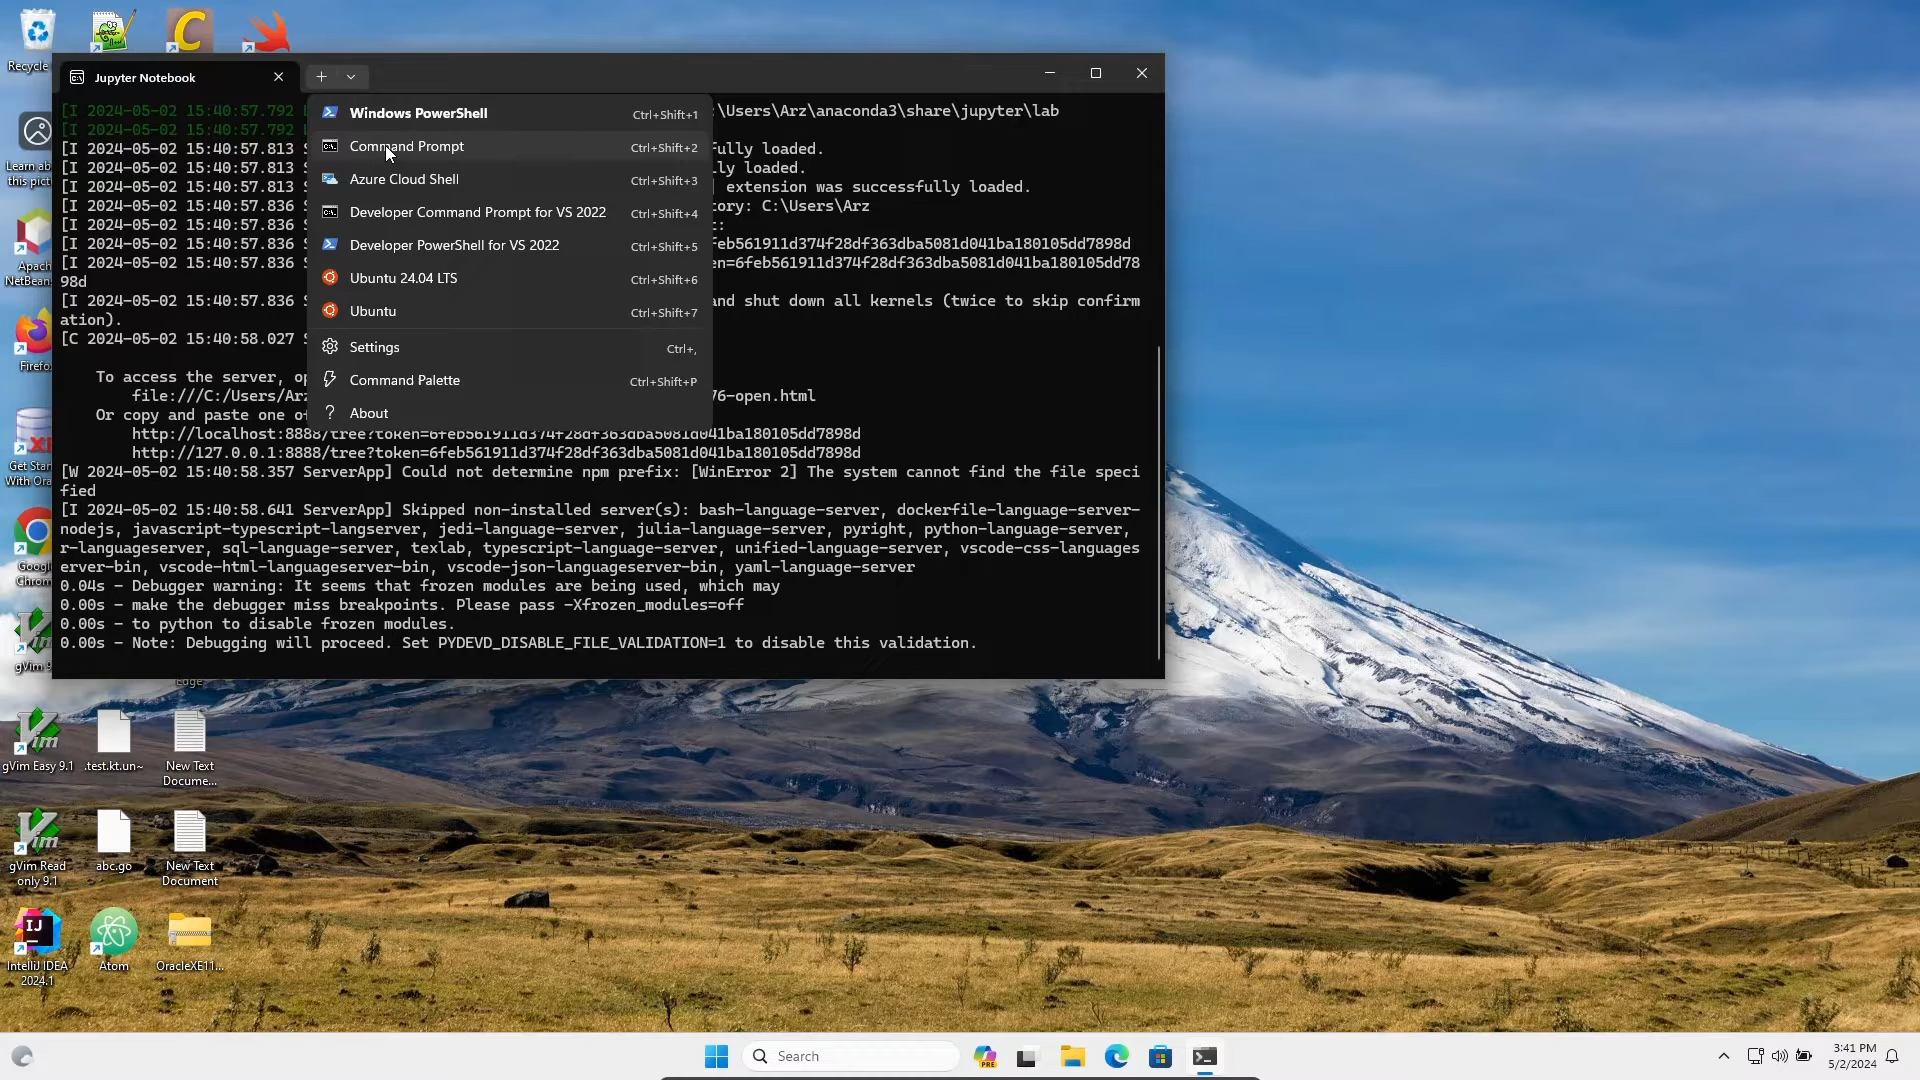 Recycle
Learn ab
this pict
Apach
NetBean
Firefo
Get Star
With Ora
Googl
Chrom
gVim 9
Edge
gVim Easy 9.1
.test.kt.un~
New Text
Docume...
gVim Read
only 9.1
abc.go
New Text
Document
IntelliJ IDEA
2024.1
Atom
OracleXE11...
Jupyter Notebook
[I 2024-05-02 15:40:57.792 :\Users\Arz\anaconda3\share\jupyter\lab
[I 2024-05-02 15:40:57.792
[I 2024-05-02 15:40:57.813 S fully loaded.
[I 2024-05-02 15:40:57.813 S ly loaded.
[I 2024-05-02 15:40:57.813 S | extension was successfully loaded.
[I 2024-05-02 15:40:57.836 S tory: C:\Users\Arz
[I 2024-05-02 15:40:57.836 S t:
[I 2024-05-02 15:40:57.836 S feb561911d374f28df363dba5081d041ba180105dd7898d
[I 2024-05-02 15:40:57.836 S en=6feb561911d374f28df363dba5081d041ba180105dd78
98d
[I 2024-05-02 15:40:57.836 S and shut down all kernels (twice to skip confirm
ation).
[C 2024-05-02 15:40:58.027 S
To access the server, op
file:///C:/Users/Arz 76-open.html
Or copy and paste one o
http://localhost:8888/tree?token=6feb561911d374f28df363dba5081d041ba180105dd7898d
http://127.0.0.1:8888/tree?token=6feb561911d374f28df363dba5081d041ba180105dd7898d
[W 2024-05-02 15:40:58.357 ServerApp] Could not determine npm prefix: [WinError 2] The system cannot find the file speci
fied
[I 2024-05-02 15:40:58.641 ServerApp] Skipped non-installed server(s): bash-language-server, dockerfile-language-server-
nodejs, javascript-typescript-langserver, jedi-language-server, julia-language-server, pyright, python-language-server,
r-languageserver, sql-language-server, texlab, typescript-language-server, unified-language-server, vscode-css-languages
erver-bin, vscode-html-languageserver-bin, vscode-json-languageserver-bin, yaml-language-server
0.04s - Debugger warning: It seems that frozen modules are being used, which may
0.00s - make the debugger miss breakpoints. Please pass -Xfrozen_modules=off
0.00s - to python to disable frozen modules.
0.00s - Note: Debugging will proceed. Set PYDEVD_DISABLE_FILE_VALIDATION=1 to disable this validation.
Windows PowerShell Ctrl+Shift+1
Command Prompt Ctrl+Shift+2
Azure Cloud Shell Ctrl+Shift+3
Developer Command Prompt for VS 2022 Ctrl+Shift+4
Developer PowerShell for VS 2022 Ctrl+Shift+5
Ubuntu 24.04 LTS Ctrl+Shift+6
Ubuntu Ctrl+Shift+7
Settings Ctrl+,
Command Palette Ctrl+Shift+P
About
Search
PRE
3:41 PM
5/2/2024